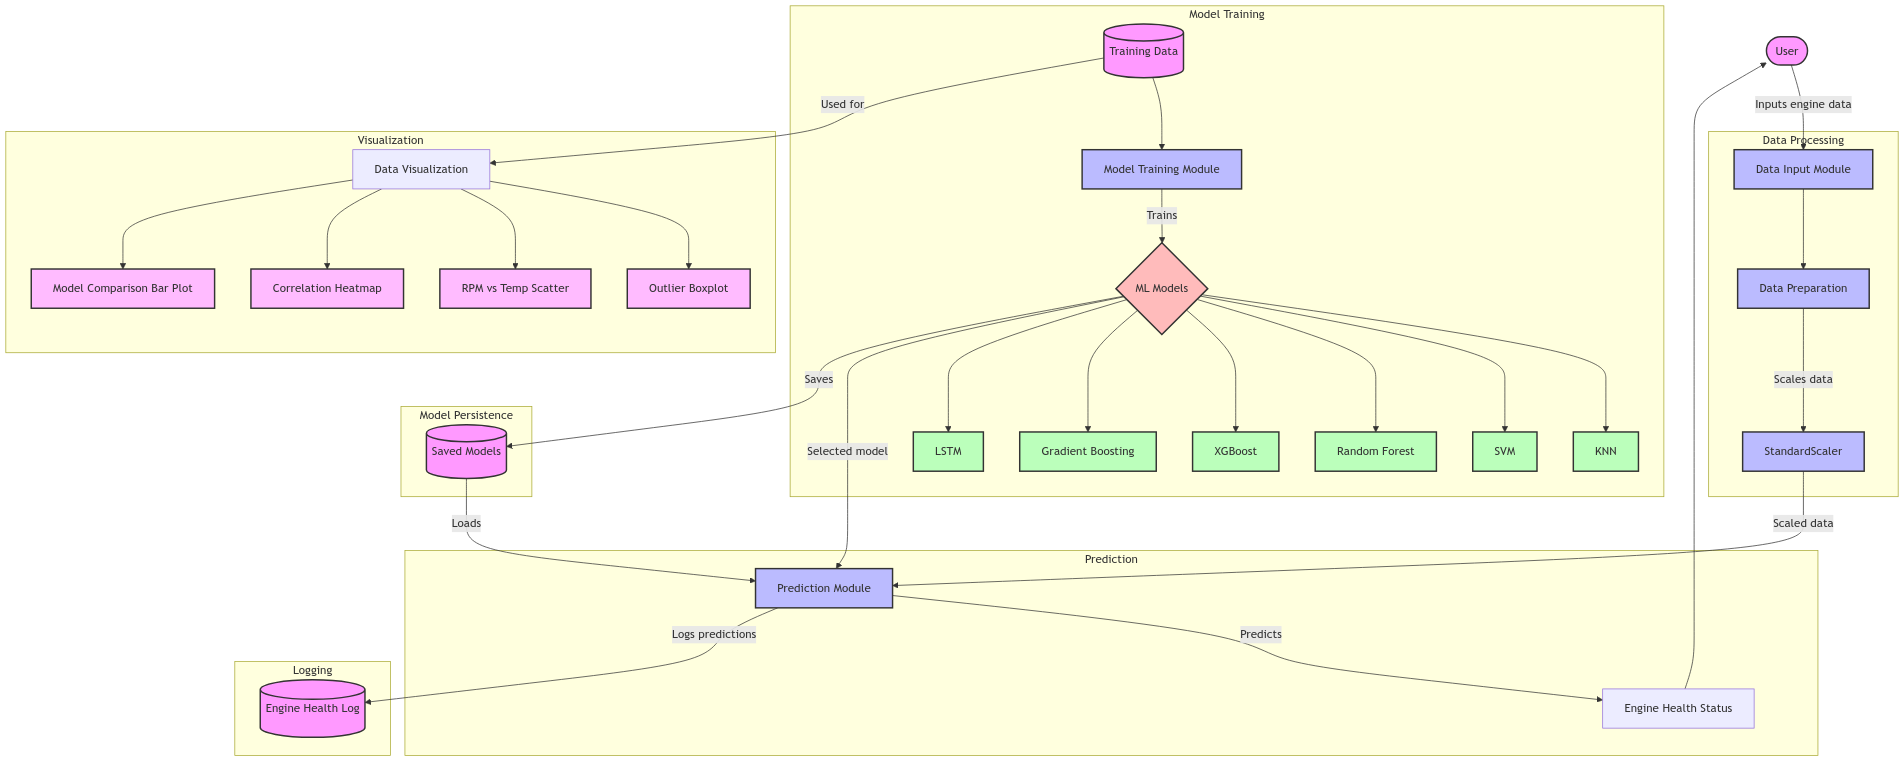 Model Training
Training Data
User
Used for
Inputs engine data
Visualization
Data Processing
Data Visualization
Model Training Module
Data Input Module
Trains
Model Comparison Bar Plot
Correlation Heatmap
RPM vs Temp Scatter
Outlier Boxplot
ML Models
Data Preparation
Saves
Scales data
Model Persistence
Saved Models
Selected model
LSTM
Gradient Boosting
XGBoost
Random Forest
SVM
KNN
StandardScaler
Loads
Scaled data
Prediction
Prediction Module
Logs predictions
Predicts
Logging
Engine Health Log
Engine Health Status